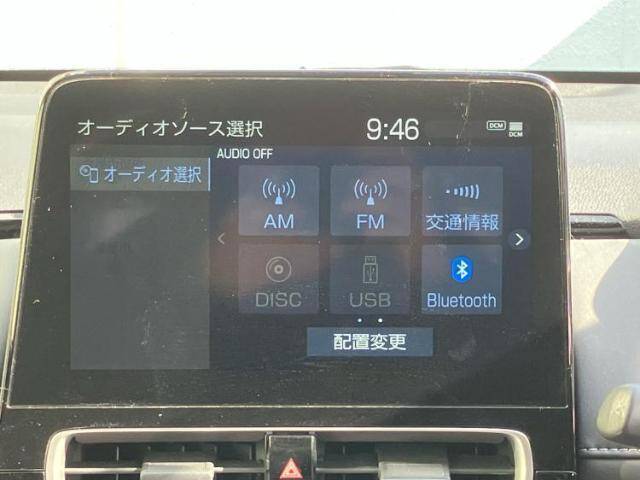 オーディオソース選択
9:46
DCM
DCM
AUDIO OFF
オーディオ選択
AM
FM
交通情報
DISC
USB
Bluetooth
配置変更